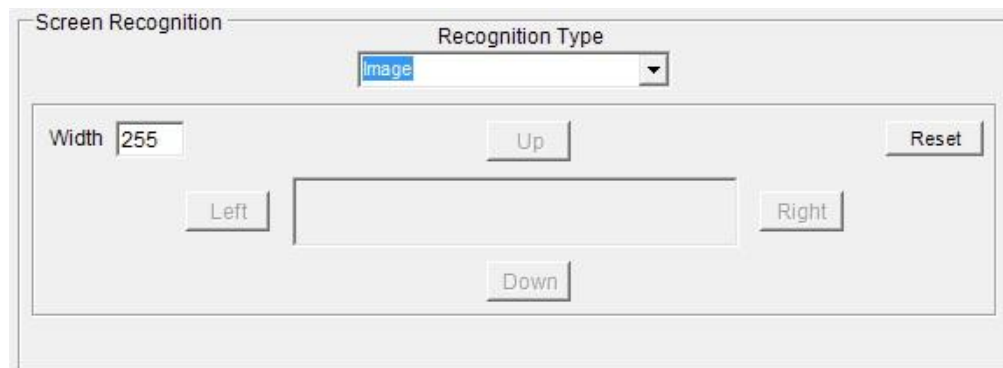 Screen Recognition
Recognition Type
Image
Width 255
Up
Reset
Left
Right
Down